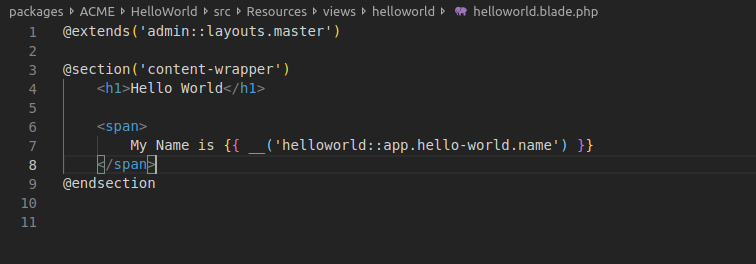 packages > ACME > HelloWorld > src > Resources > views > helloworld > helloworld.blade.php
1 @extends('admin::layouts.master')
2
3 @section('content-wrapper')
4 <h1>Hello World</h1>
5
6 <span>
7 My Name is {{ __('helloworld::app.hello-world.name') }}
8 </span>
9 @endsection
10
11